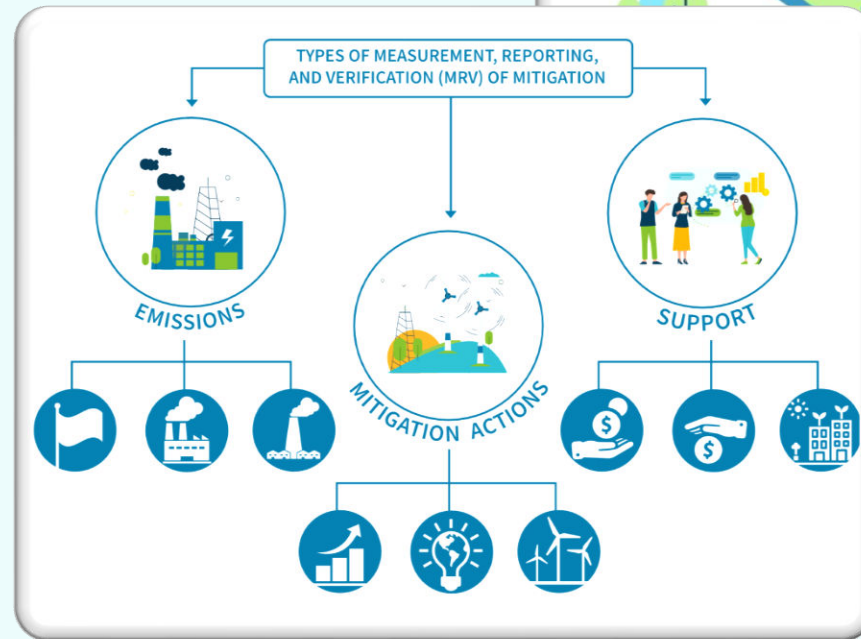 TYPES OF MEASUREMENT, REPORTING,
AND VERIFICATION (MRV) OF MITIGATION
EMISSIONS
SUPPORT
MITIGATION ACTIONS
$
$